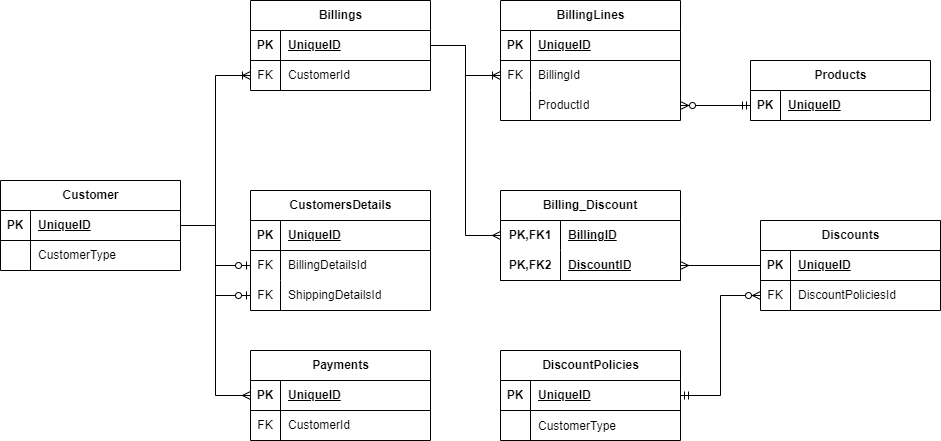 Billings
PK UniqueID
FK CustomerId
BillingLines
PK UniqueID
FK BillingId
ProductId
Products
PK UniqueID
Customer
PK UniqueID
CustomerType
CustomersDetails
PK UniqueID
FK BillingDetailsId
FK ShippingDetailsId
Billing_Discount
PK,FK1 BillingID
PK,FK2 DiscountID
Discounts
PK UniqueID
FK DiscountPoliciesId
Payments
PK UniqueID
FK CustomerId
DiscountPolicies
PK UniqueID
CustomerType